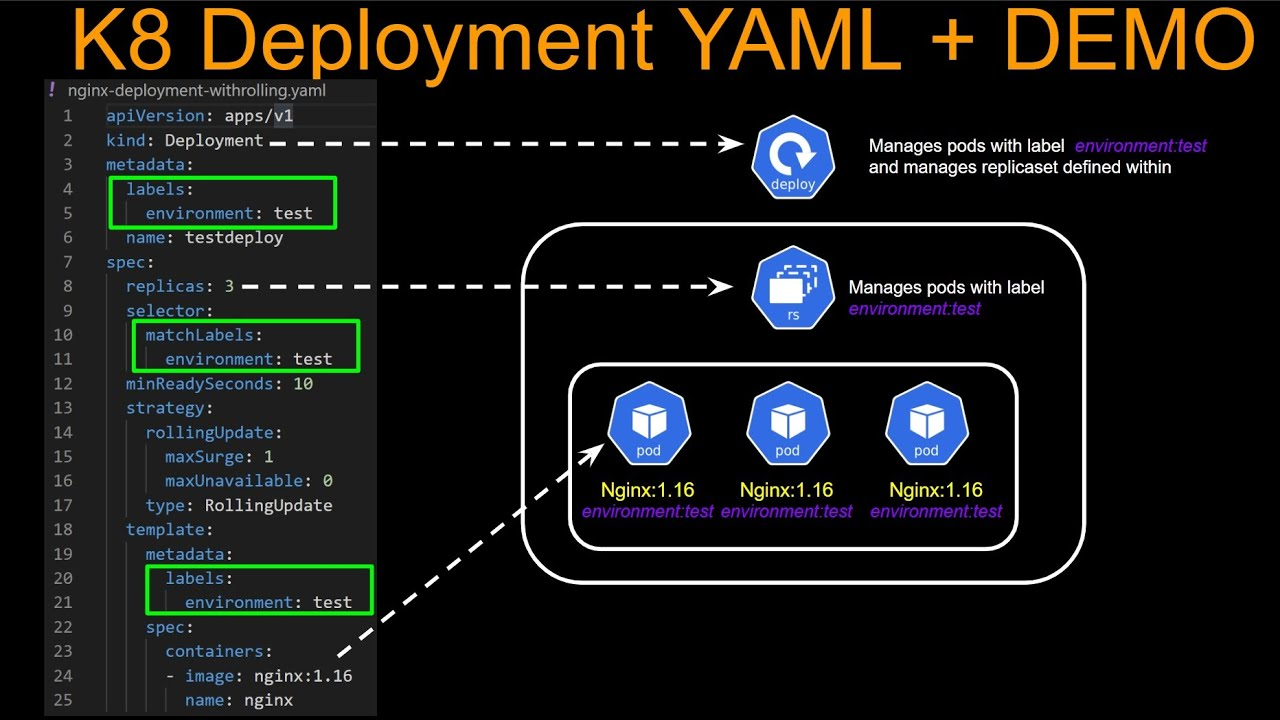 K8 Deployment YAML + DEMO
! nginx-deployment-withrolling.yaml
1 apiVersion: apps/v1
2 kind: Deployment
3 metadata:
4 labels:
5 environment: test
6 name: testdeploy
7 spec:
8 replicas: 3
9 selector:
10 matchLabels:
11 environment: test
12 minReadySeconds: 10
13 strategy:
14 rollingUpdate:
15 maxSurge: 1
16 maxUnavailable: 0
17 type: RollingUpdate
18 template:
19 metadata:
20 labels:
21 environment: test
22 spec:
23 containers:
24 - image: nginx:1.16
25 name: nginx
deploy
Manages pods with label environment:test
and manages replicaset defined within
rs
Manages pods with label
environment:test
pod pod pod
Nginx:1.16 Nginx:1.16 Nginx:1.16
environment:test environment:test environment:test